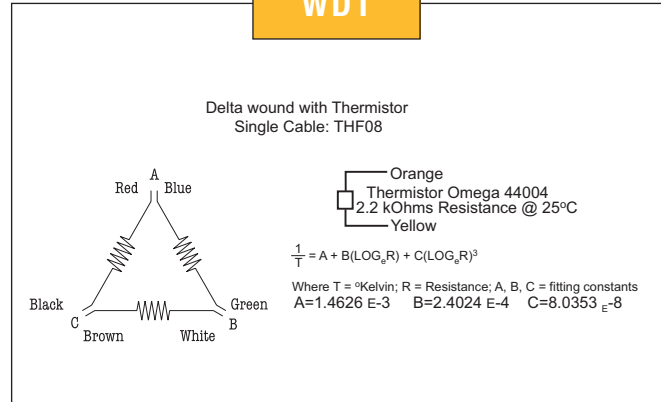 WDT
Delta wound with Thermistor
Single Cable: THF08
A
Red Blue
Black
C
Brown
White
Green
B
Orange
Thermistor Omega 44004
2.2 kOhms Resistance @ 25°C
Yellow
1/T = A + B(LOGₑR) + C(LOGₑR)³
Where T = °Kelvin; R = Resistance; A, B, C = fitting constants
A=1.4626 E-3 B=2.4024 E-4 C=8.0353 E-8